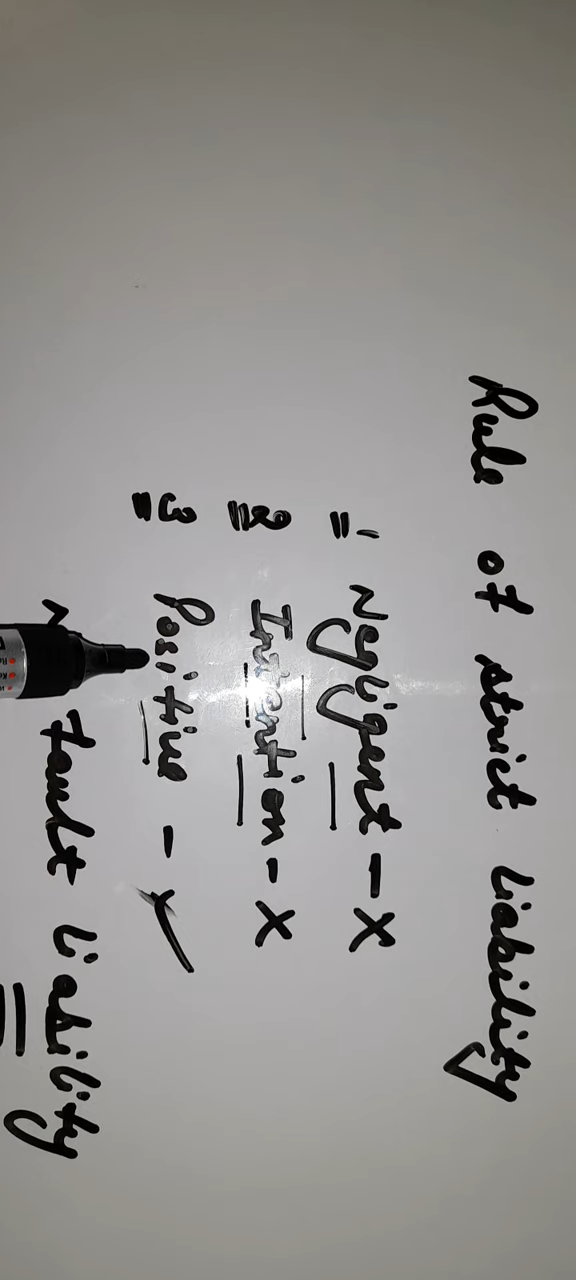 Rule of strict liability
1= Negligent - X
2= Intention - X
3= Positive - ✓
fault liability